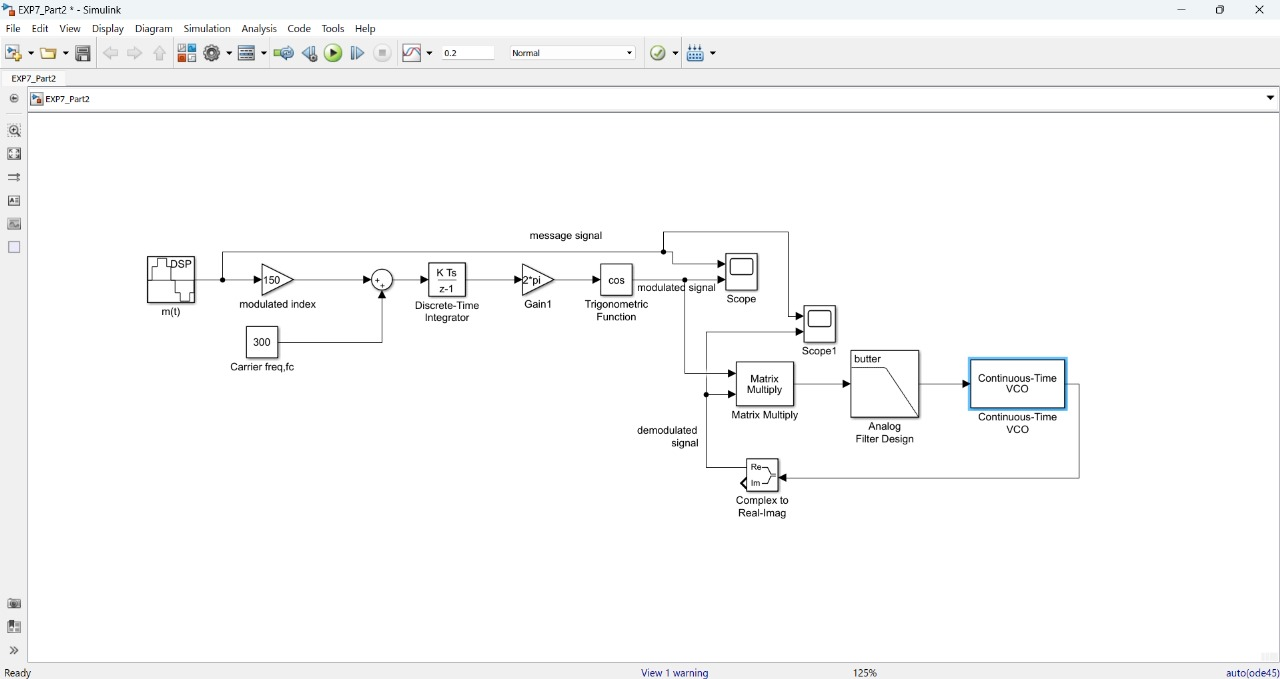 EXP7_Part2 * - Simulink
File Edit View Display Diagram Simulation Analysis Code Tools Help
0.2 Normal
EXP7_Part2
EXP7_Part2
message signal
DSP
m(t)
150
modulated index
+
+
K Ts
z-1
Discrete-Time
Integrator
2*pi
Gain1
cos
Trigonometric
Function
modulated signal
Scope
300
Carrier freq,fc
Scope1
Matrix
Multiply
Matrix Multiply
butter
Analog
Filter Design
Continuous-Time
VCO
Continuous-Time
VCO
demodulated
signal
Re
Im
Complex to
Real-Imag
Ready View 1 warning 125% auto(ode45)